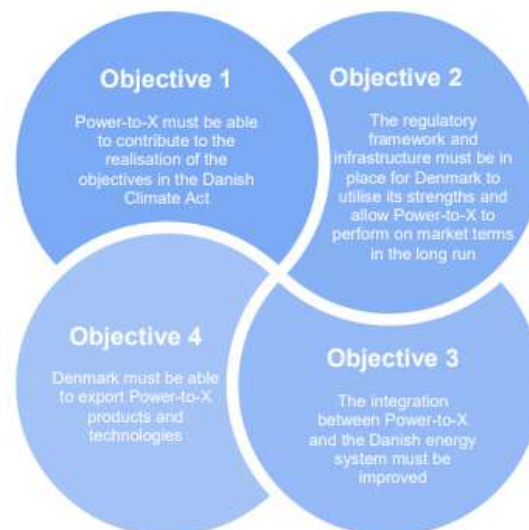 Objective 1
Power-to-X must be able
to contribute to the
realisation of the
objectives in the Danish
Climate Act
Objective 2
The regulatory
framework and
infrastructure must be in
place for Denmark to
utilise its strengths and
allow Power-to-X to
perform on market terms
in the long run
Objective 4
Denmark must be able
to export Power-to-X
products and
technologies
Objective 3
The integration
between Power-to-X
and the Danish energy
system must be
improved